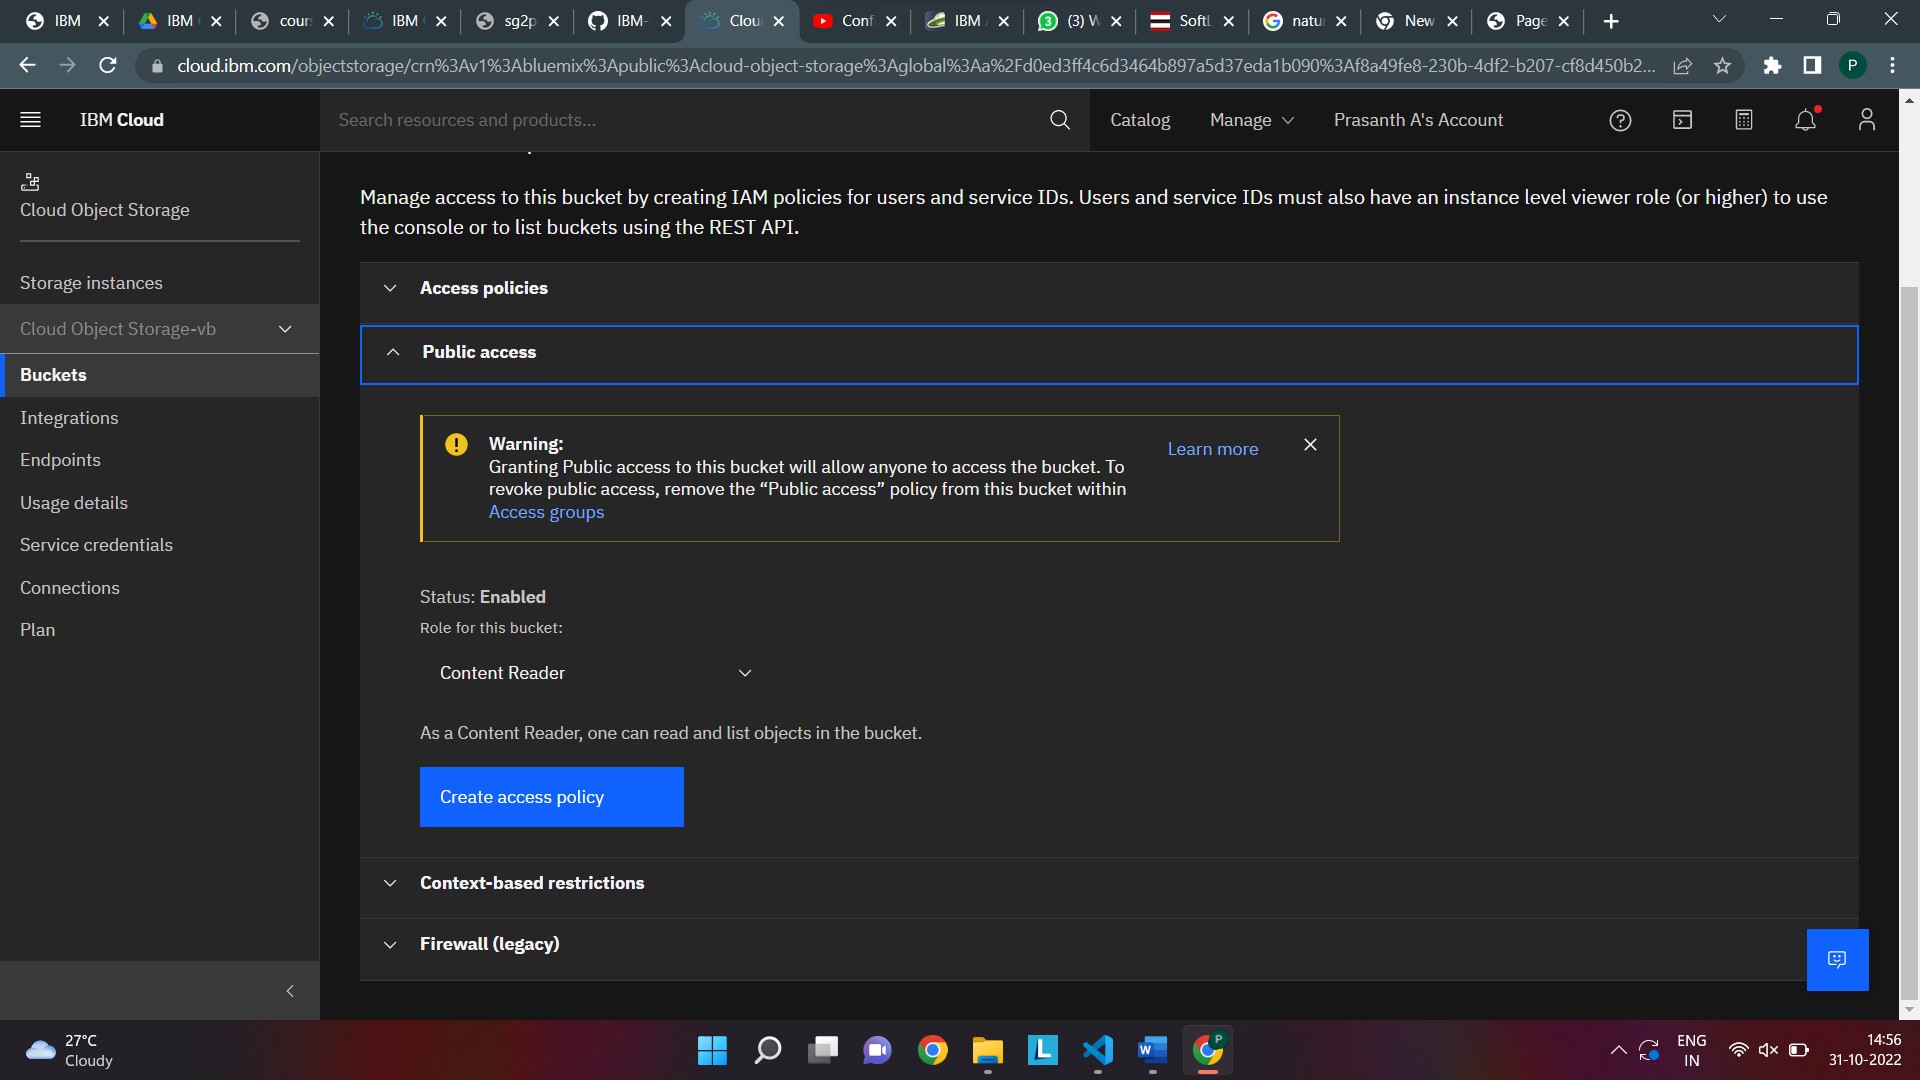 IBM
IBM
cour
IBM
sg2p
IBM-
Clou
Conf
IBM
(3) W
SoftL
natu
New
Page
cloud.ibm.com/objectstorage/crn%3Av1%3Abluemix%3Apublic%3Acloud-object-storage%3Aglobal%3Aa%2Fd0ed3ff4c6d3464b897a5d37eda1b090%3Af8a49fe8-230b-4df2-b207-cf8d450b2...
P
IBM Cloud
Search resources and products...
Catalog
Manage
Prasanth A's Account
Cloud Object Storage
Storage instances
Cloud Object Storage-vb
Buckets
Integrations
Endpoints
Usage details
Service credentials
Connections
Plan
Manage access to this bucket by creating IAM policies for users and service IDs. Users and service IDs must also have an instance level viewer role (or higher) to use
the console or to list buckets using the REST API.
Access policies
Public access
Warning:
Granting Public access to this bucket will allow anyone to access the bucket. To
revoke public access, remove the “Public access” policy from this bucket within
Access groups
Learn more
Status: Enabled
Role for this bucket:
Content Reader
As a Content Reader, one can read and list objects in the bucket.
Create access policy
Context-based restrictions
Firewall (legacy)
27°C
Cloudy
ENG
IN
14:56
31-10-2022